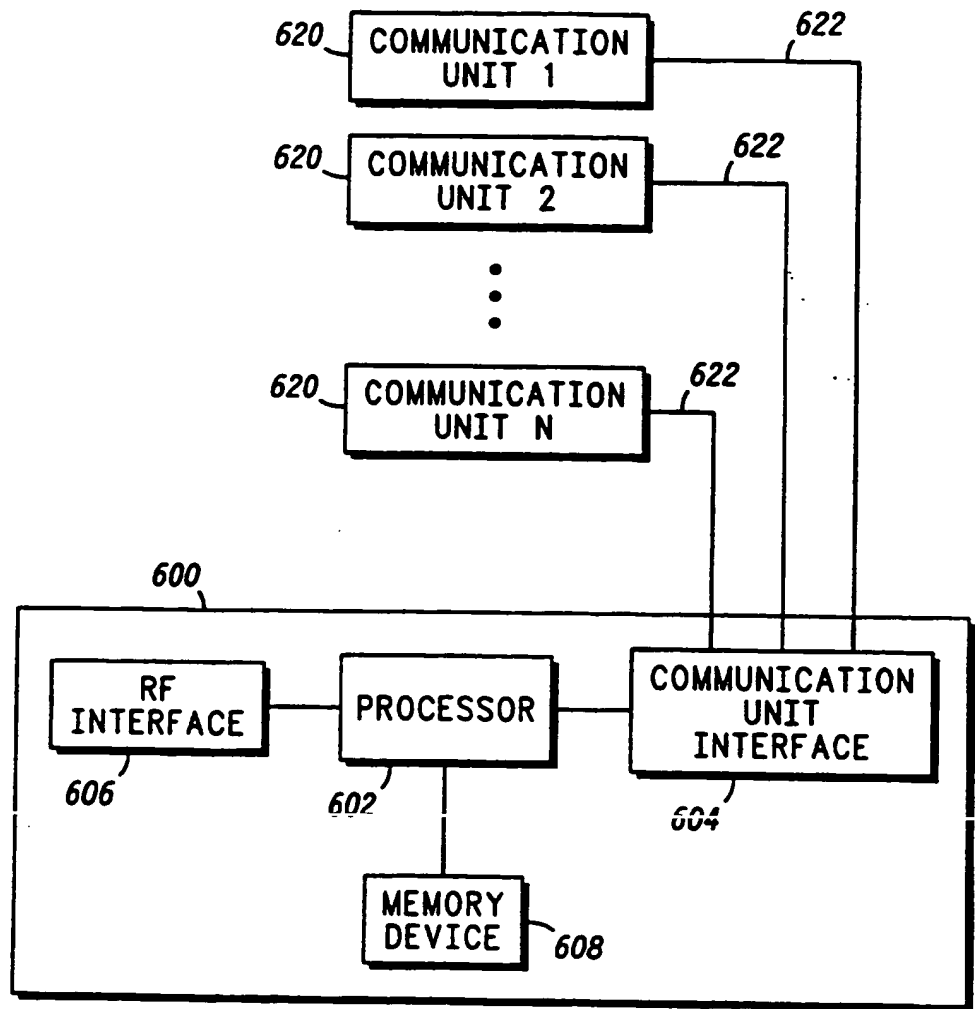 620
COMMUNICATION
UNIT 1
622
620
COMMUNICATION
UNIT 2
622
620
COMMUNICATION
UNIT N
622
600
RF
INTERFACE
606
PROCESSOR
602
COMMUNICATION
UNIT
INTERFACE
604
MEMORY
DEVICE
608